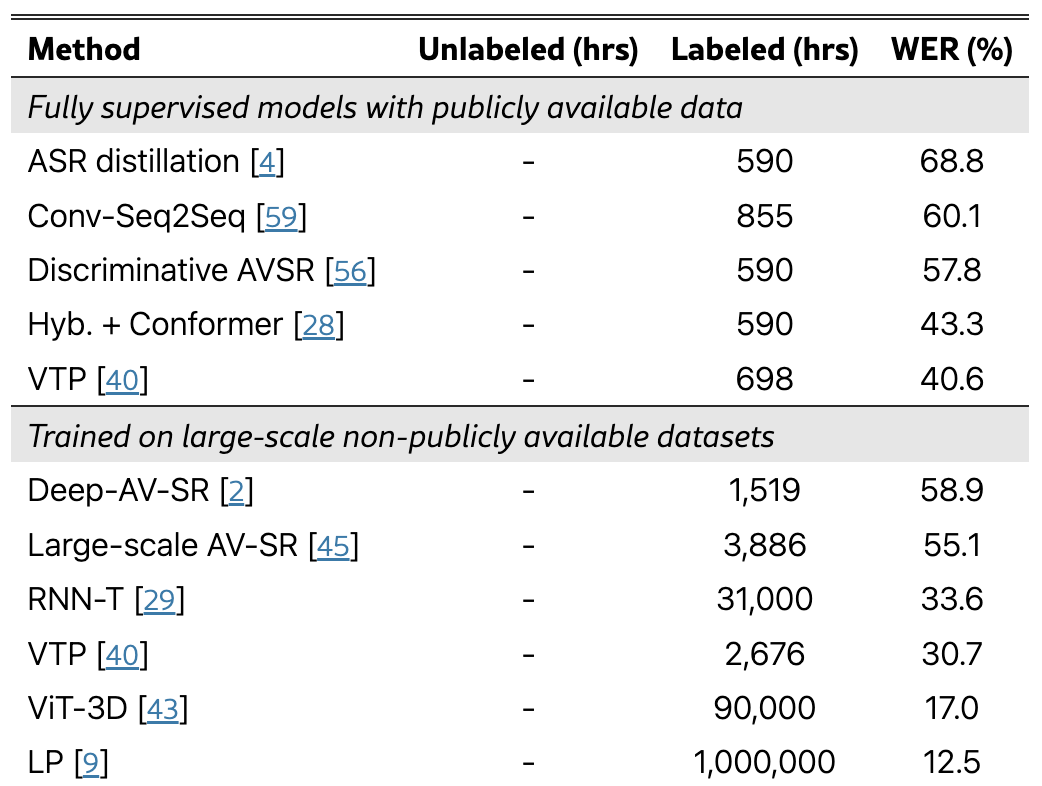 Method Unlabeled (hrs) Labeled (hrs) WER (%)
Fully supervised models with publicly available data
ASR distillation [4] - 590 68.8
Conv-Seq2Seq [59] - 855 60.1
Discriminative AVSR [56] - 590 57.8
Hyb. + Conformer [28] - 590 43.3
VTP [40] - 698 40.6
Trained on large-scale non-publicly available datasets
Deep-AV-SR [2] - 1,519 58.9
Large-scale AV-SR [45] - 3,886 55.1
RNN-T [29] - 31,000 33.6
VTP [40] - 2,676 30.7
ViT-3D [43] - 90,000 17.0
LP [9] - 1,000,000 12.5